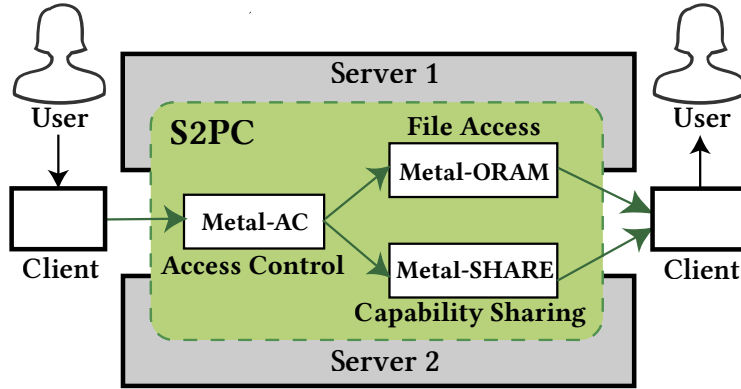 Server 1
User
User
S2PC
File Access
Metal-ORAM
Metal-AC
Access Control
Metal-SHARE
Capability Sharing
Client
Client
Server 2